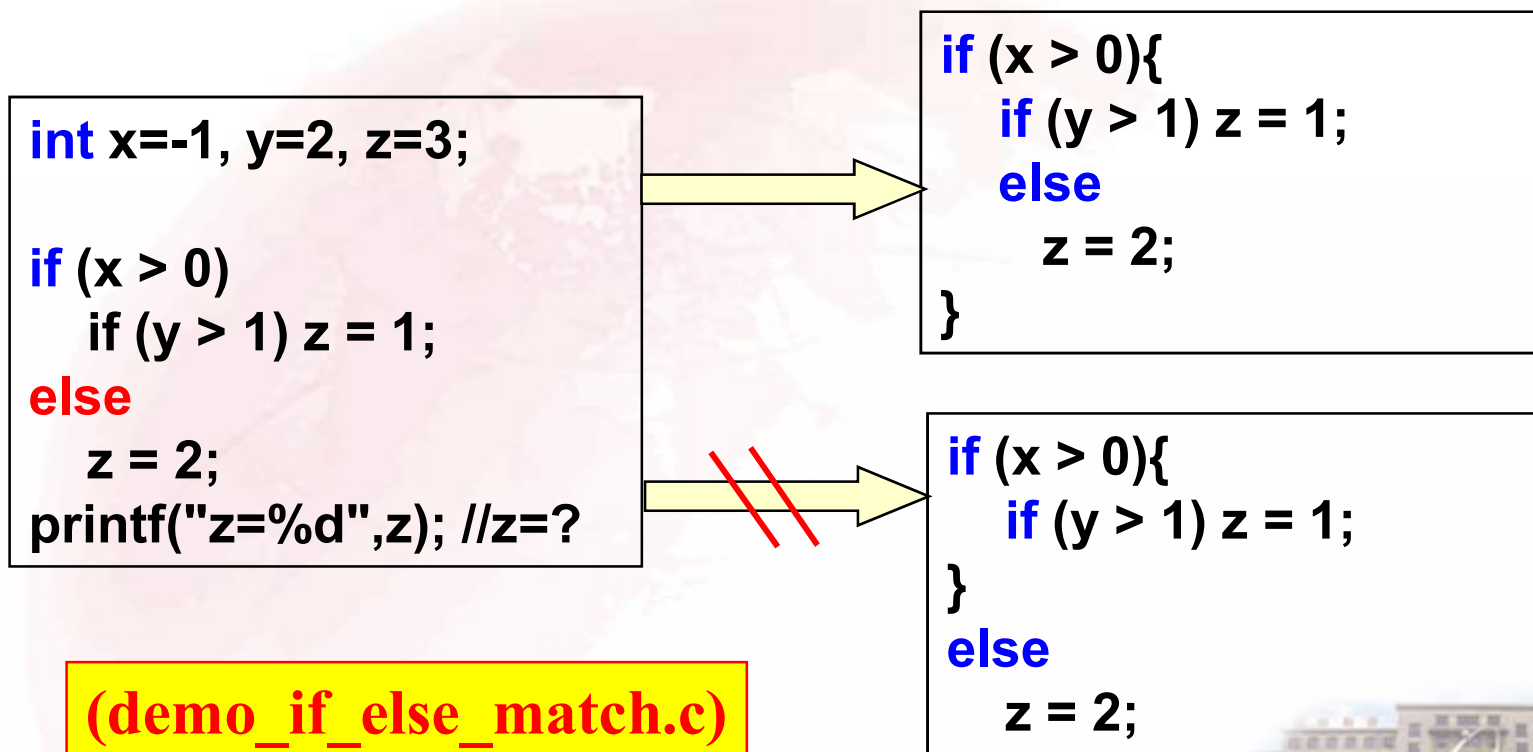 int x=-1, y=2, z=3;
if (x > 0)
if (y > 1) z = 1;
else
z = 2;
printf("z=%d",z); //z=?
if (x > 0){
if (y > 1) z = 1;
else
z = 2;
}
if (x > 0){
if (y > 1) z = 1;
}
else
z = 2;
(demo_if_else_match.c)